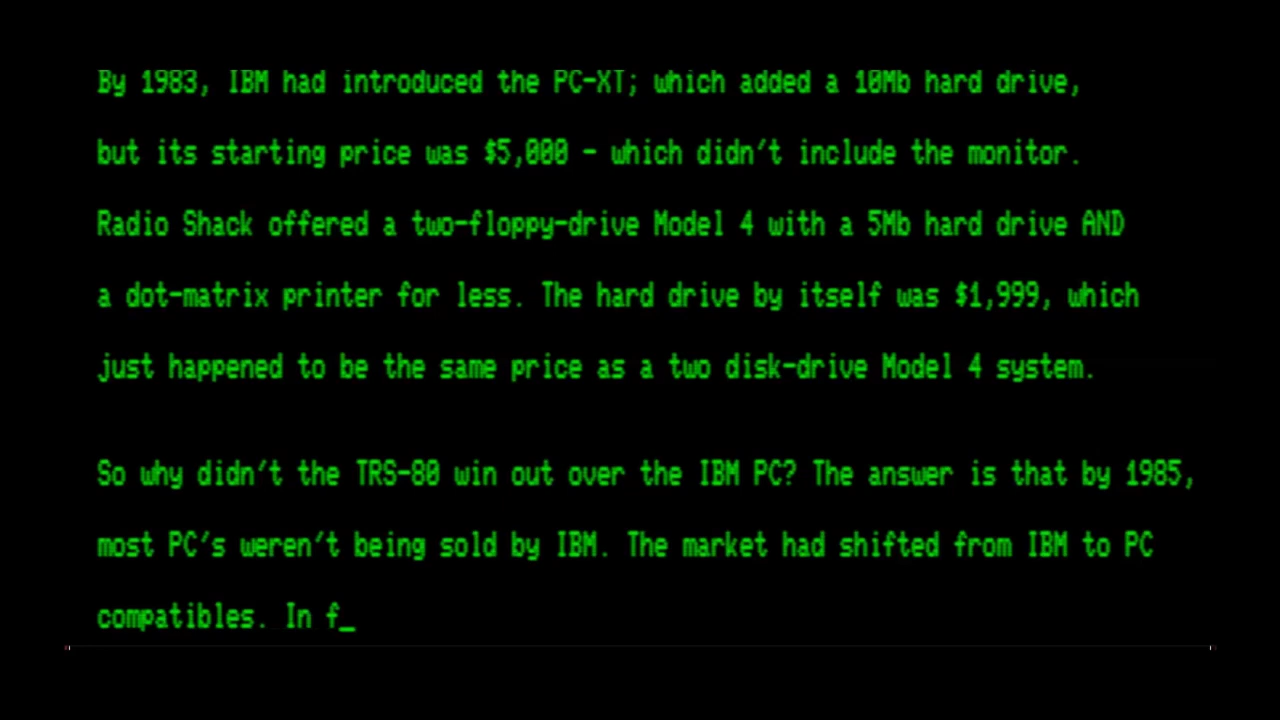 By 1983, IBM had introduced the PC-XT; which added a 10Mb hard drive,
but its starting price was $5,000 - which didn't include the monitor.
Radio Shack offered a two-floppy-drive Model 4 with a 5Mb hard drive AND
a dot-matrix printer for less. The hard drive by itself was $1,999, which
just happened to be the same price as a two disk-drive Model 4 system.
So why didn't the TRS-80 win out over the IBM PC? The answer is that by 1985,
most PC's weren't being sold by IBM. The market had shifted from IBM to PC
compatibles. In f_